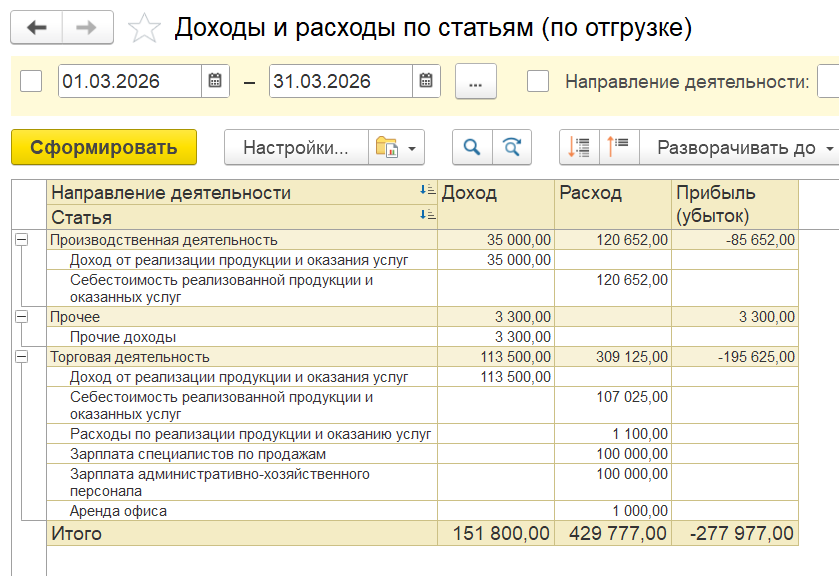 Доходы и расходы по статьям (по отгрузке)
01.03.2026 – 31.03.2026 ... Направление деятельности:
Сформировать Настройки... Разворачивать до
Направление деятельности Доход Расход Прибыль (убыток)
Статья
Производственная деятельность 35 000,00 120 652,00 -85 652,00
Доход от реализации продукции и оказания услуг 35 000,00
Себестоимость реализованной продукции и 120 652,00
оказанных услуг
Прочее 3 300,00 3 300,00
Прочие доходы 3 300,00
Торговая деятельность 113 500,00 309 125,00 -195 625,00
Доход от реализации продукции и оказания услуг 113 500,00
Себестоимость реализованной продукции и 107 025,00
оказанных услуг
Расходы по реализации продукции и оказанию услуг 1 100,00
Зарплата специалистов по продажам 100 000,00
Зарплата административно-хозяйственного 100 000,00
персонала
Аренда офиса 1 000,00
Итого 151 800,00 429 777,00 -277 977,00